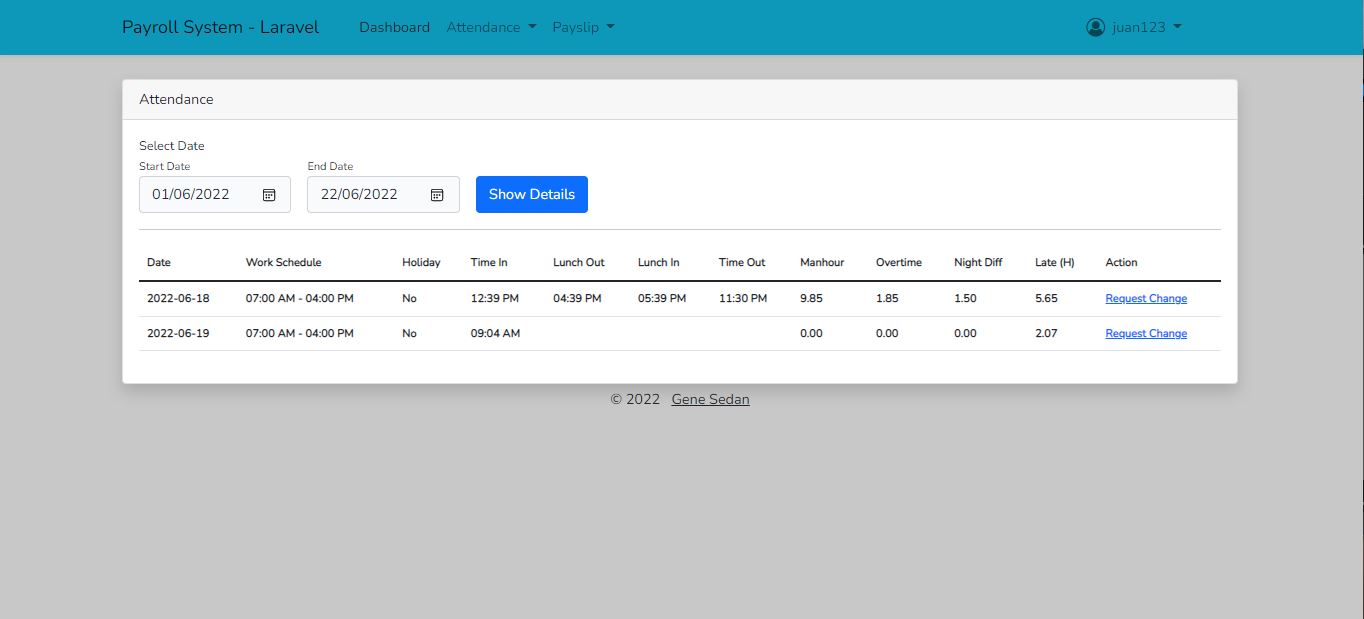 Payroll System - Laravel Dashboard Attendance Payslip juan123
Attendance
Select Date
Start Date End Date
01/06/2022 22/06/2022 Show Details
Date Work Schedule Holiday Time In Lunch Out Lunch In Time Out Manhour Overtime Night Diff Late (H) Action
2022-06-18 07:00 AM - 04:00 PM No 12:39 PM 04:39 PM 05:39 PM 11:30 PM 9.85 1.85 1.50 5.65 Request Change
2022-06-19 07:00 AM - 04:00 PM No 09:04 AM 0.00 0.00 0.00 2.07 Request Change
© 2022 Gene Sedan